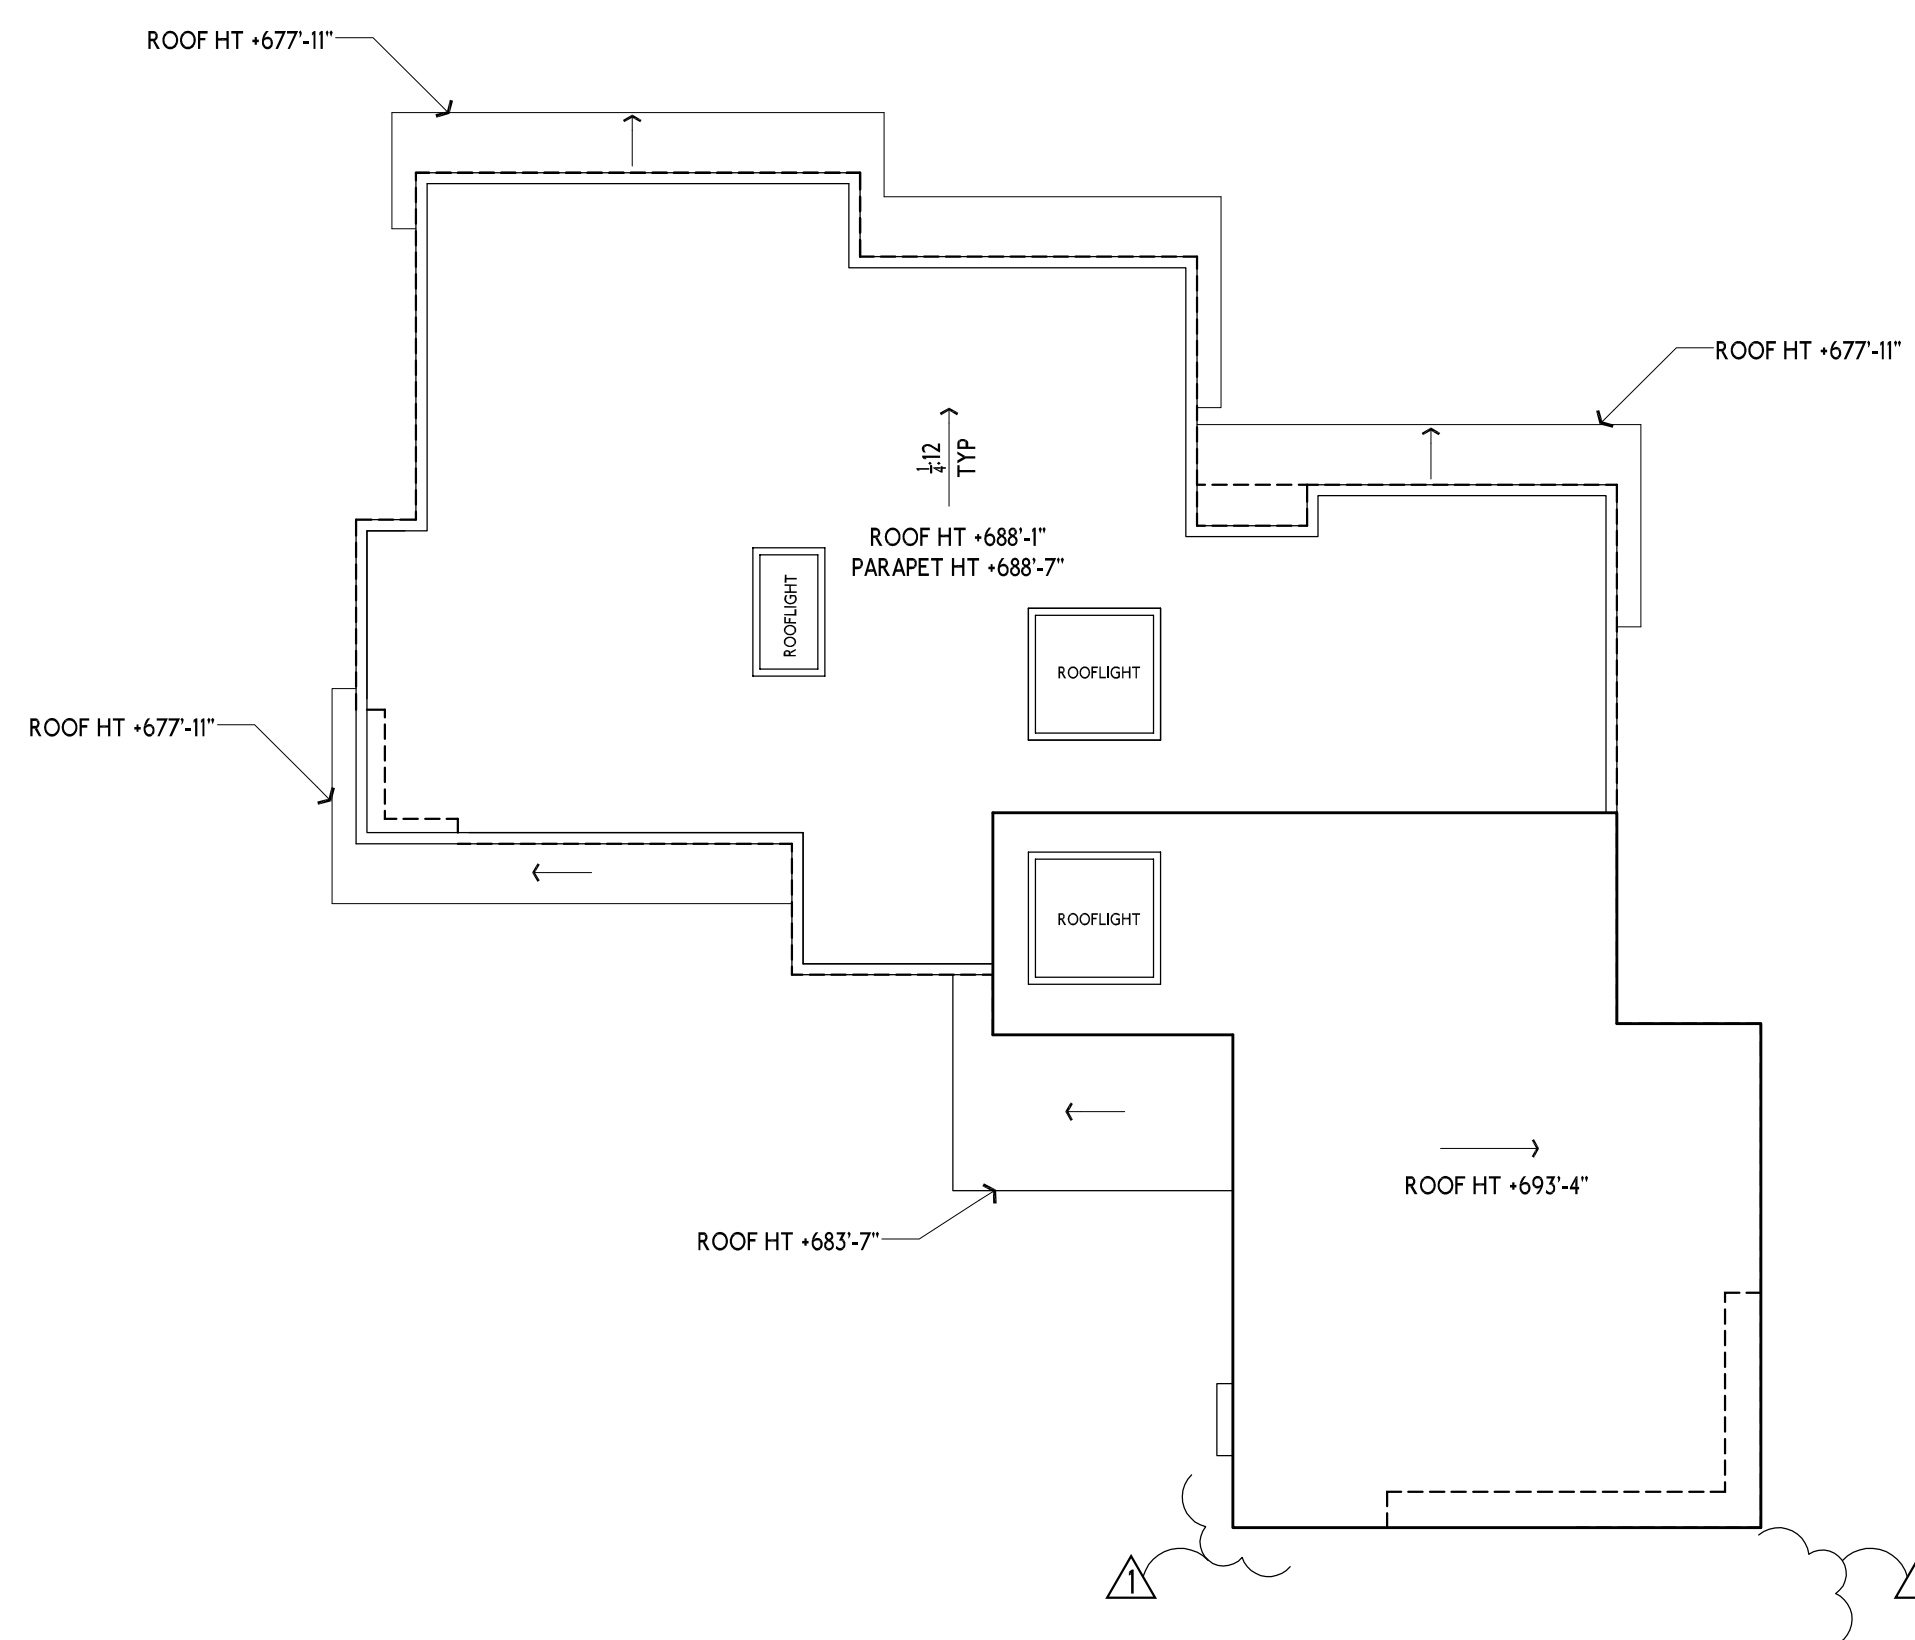 ROOF HT +677'-11"
ROOF HT +677'-11"
1/4:12
TYP
ROOF HT +688'-1"
PARAPET HT +688'-7"
ROOFLIGHT
ROOFLIGHT
ROOF HT +677'-11"
ROOFLIGHT
ROOF HT +693'-4"
ROOF HT +683'-7"
1